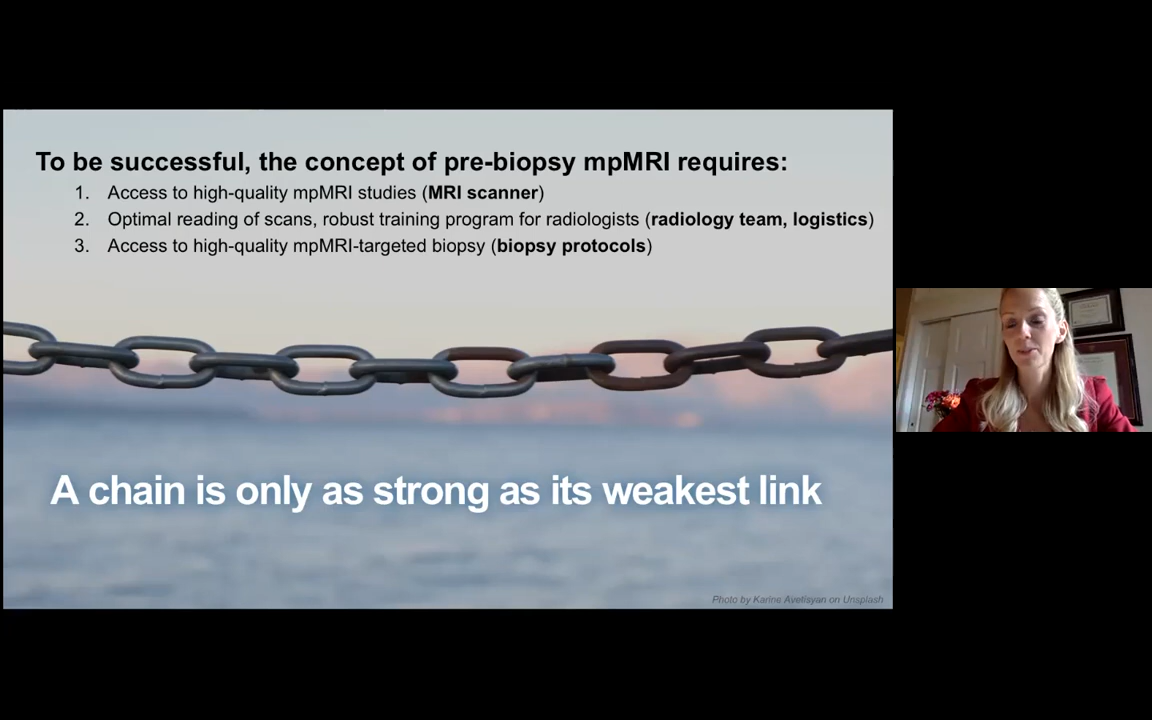 To be successful, the concept of pre-biopsy mpMRI requires:
1. Access to high-quality mpMRI studies (MRI scanner)
2. Optimal reading of scans, robust training program for radiologists (radiology team, logistics)
3. Access to high-quality mpMRI-targeted biopsy (biopsy protocols)
A chain is only as strong as its weakest link
Photo by Karine Avetisyan on Unsplash